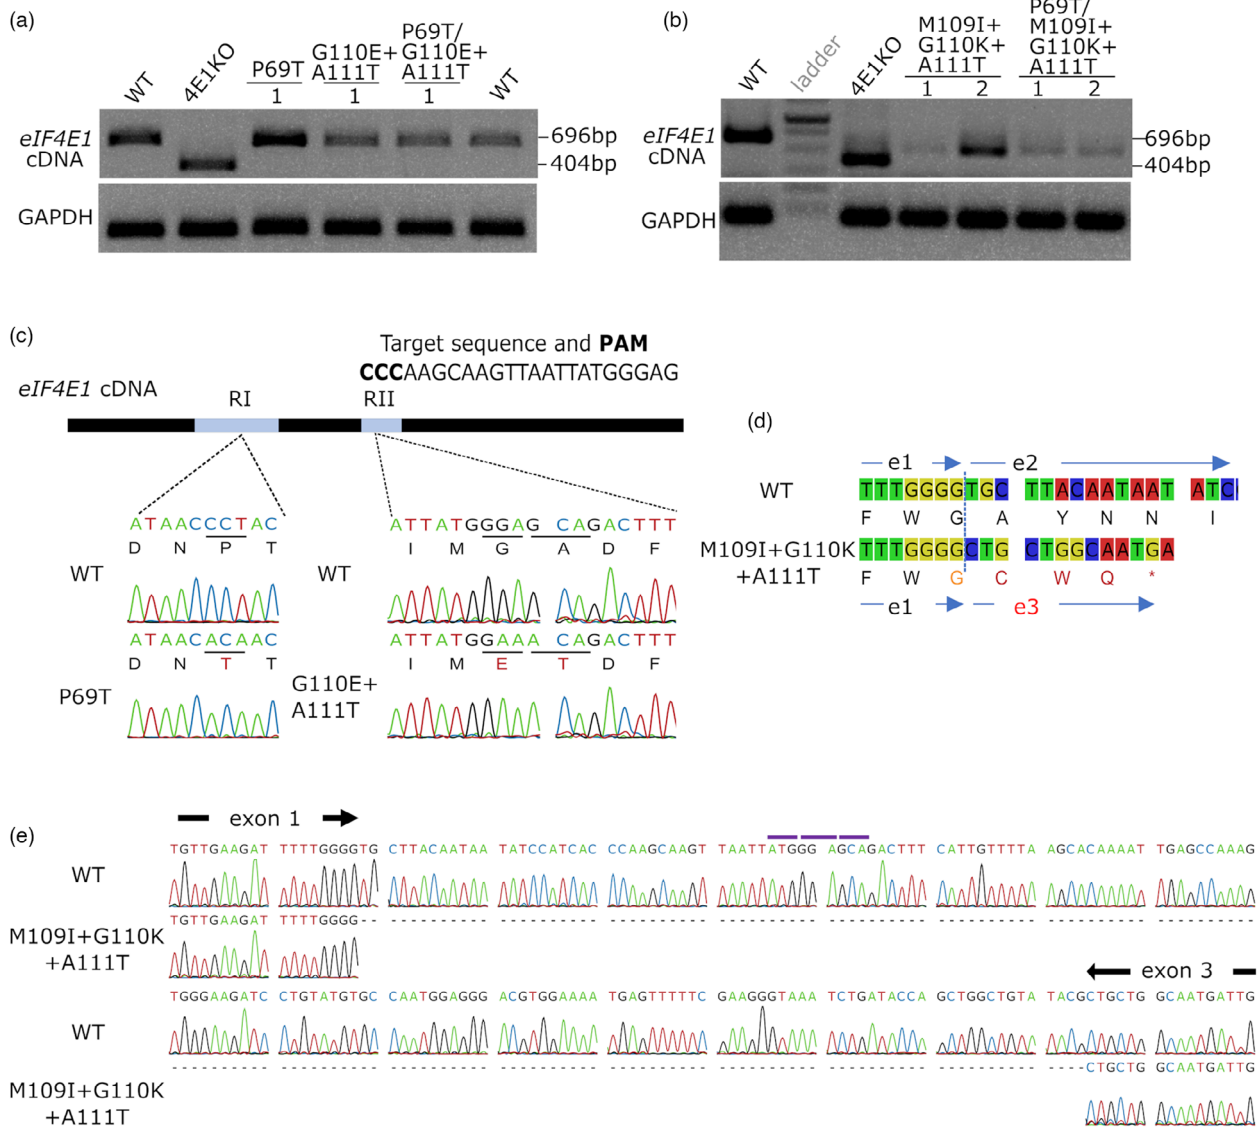 (a)
WT
4E1KO
P69T
1
G110E+
A111T
1
P69T/
G110E+
A111T
1
WT
eIF4E1
cDNA
696bp
404bp
GAPDH
(b)
WT
ladder
4E1KO
M109I+
G110K+
A111T
1 2
P69T/
M109I+
G110K+
A111T
1 2
eIF4E1
cDNA
696bp
404bp
GAPDH
(c)
Target sequence and PAM
CCCAAGCAAGTTAATTATGGGAG
eIF4E1 cDNA
RI
RII
ATAACCCTAC
D N P T
WT
ATTATGGGAG CAGACTTT
I M G A D F
WT
ATAACACAAC
D N T T
P69T
ATTATGGAAA CAGACTTT
I M E T D F
G110E+
A111T
(d)
e1 e2
WT
TTTGGGGTGC TTACAATAAT ATC
F W G A Y N N I
M109I+G110K
+A111T
TTTGGGGCTG CTGGCAATGA
F W G C W Q *
e1 e3
(e)
exon 1
WT
TGTTGAAGAT TTTTGGGGTG CTTACAATAA TATCCATCAC CCAAGCAAGT TAATTATGGG AGCAGACTTT CATTGTTTTA AGCACAAAAT TGAGCCAAAG
M109I+G110K
+A111T
TGTTGAAGAT TTTTGGGG
exon 3
WT
TGGGAAGATC CTGTATGTGC CAATGGAGGG ACGTGGAAAA TGAGTTTTTC GAAGGGTAAA TCTGATACCA GCTGGCTGTA TACGCTGCTG GCAATGATTG
M109I+G110K
+A111T
CTGCTG GCAATGATTG